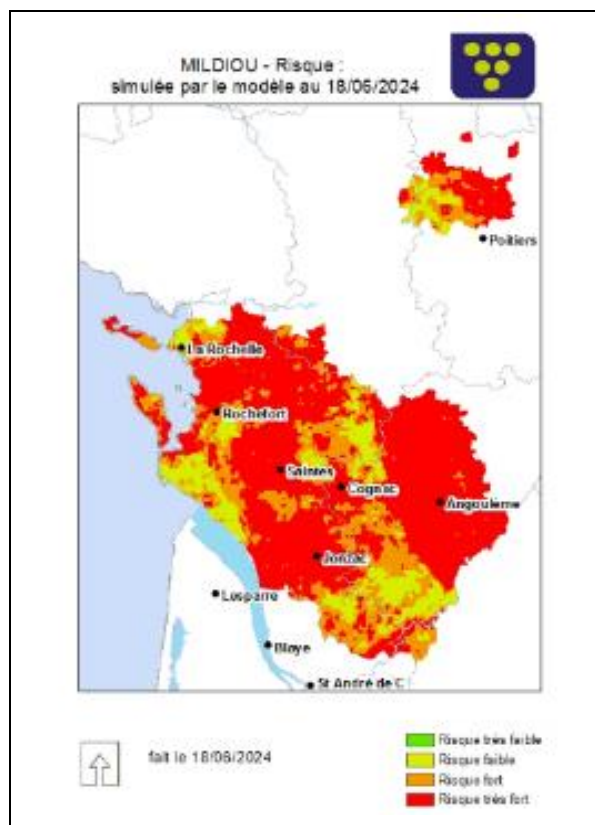 MILDIOU - Risque :
simulée par le modèle au 18/06/2024
Poitiers
La Rochelle
Rochefort
Saintes
Cognac
Angoulème
Jonzac
Lesparre
Blaye
St André de C
fait le 18/06/2024
Risque très faible
Risque faible
Risque fort
Risque très fort